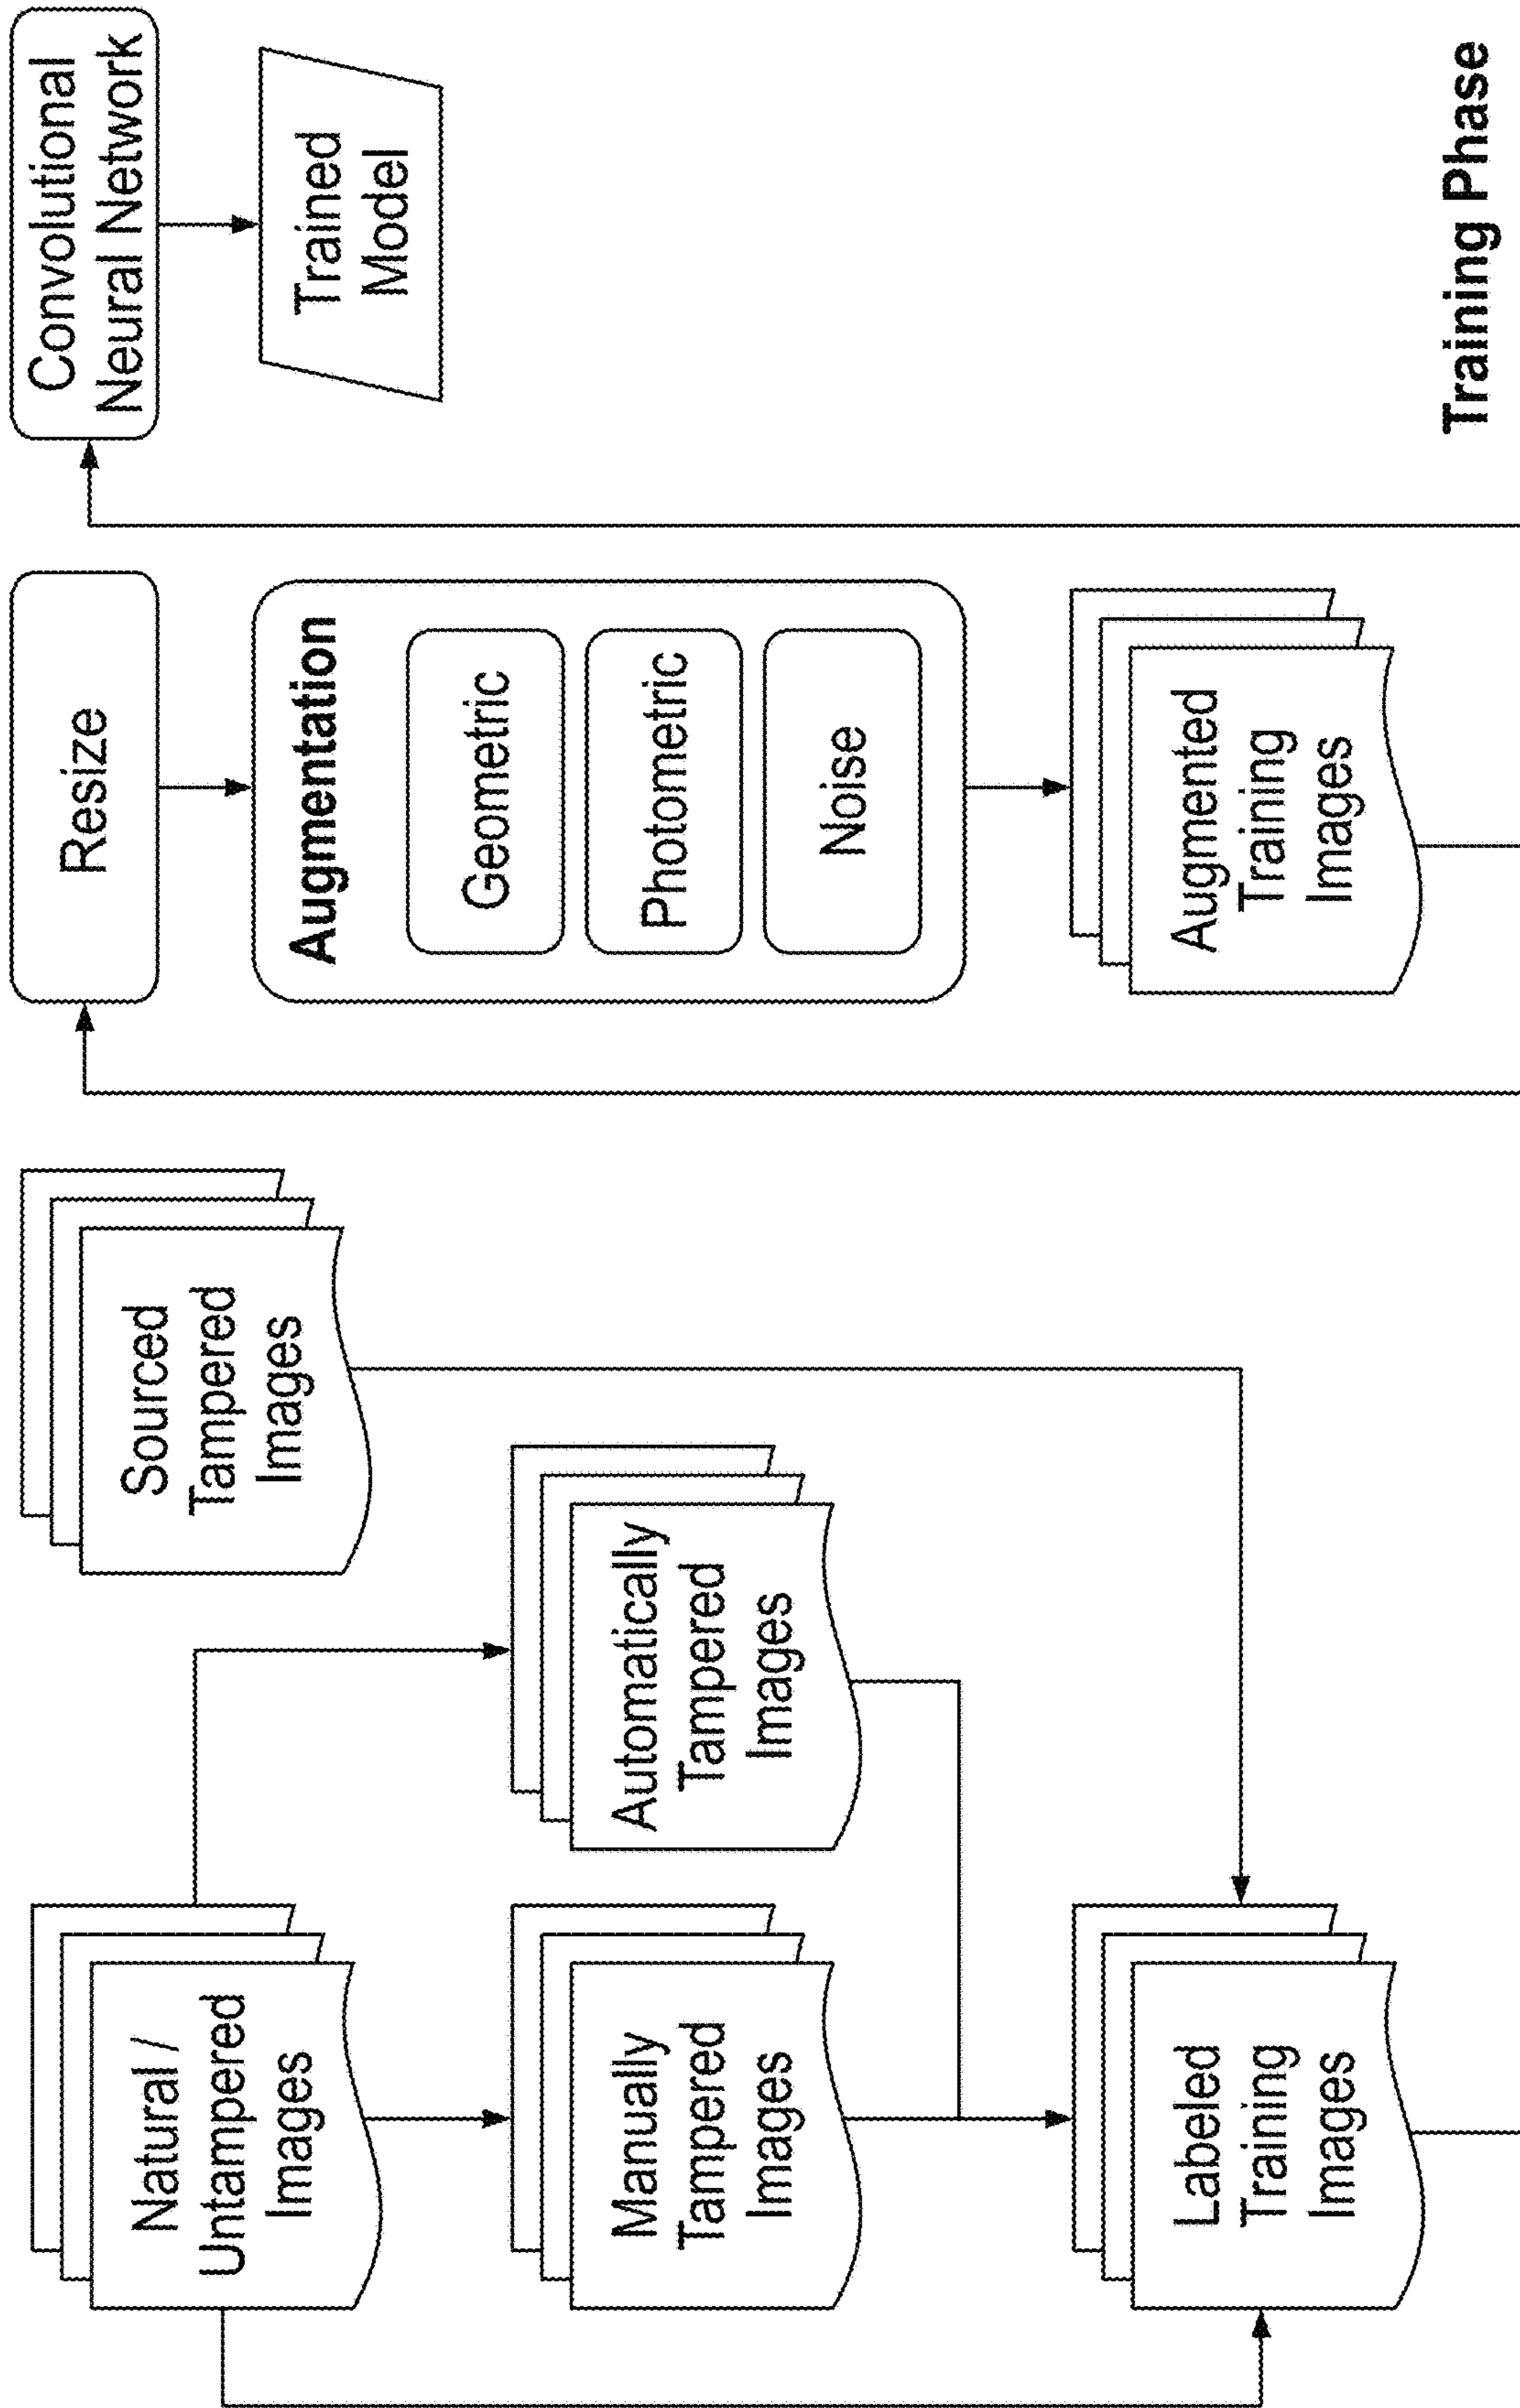 Natural /
Untampered
Images
Sourced
Tampered
Images
Manually
Tampered
Images
Automatically
Tampered
Images
Labeled
Training
Images
Resize
Augmentation
Geometric
Photometric
Noise
Augmented
Training
Images
Convolutional
Neural Network
Trained
Model
Training Phase